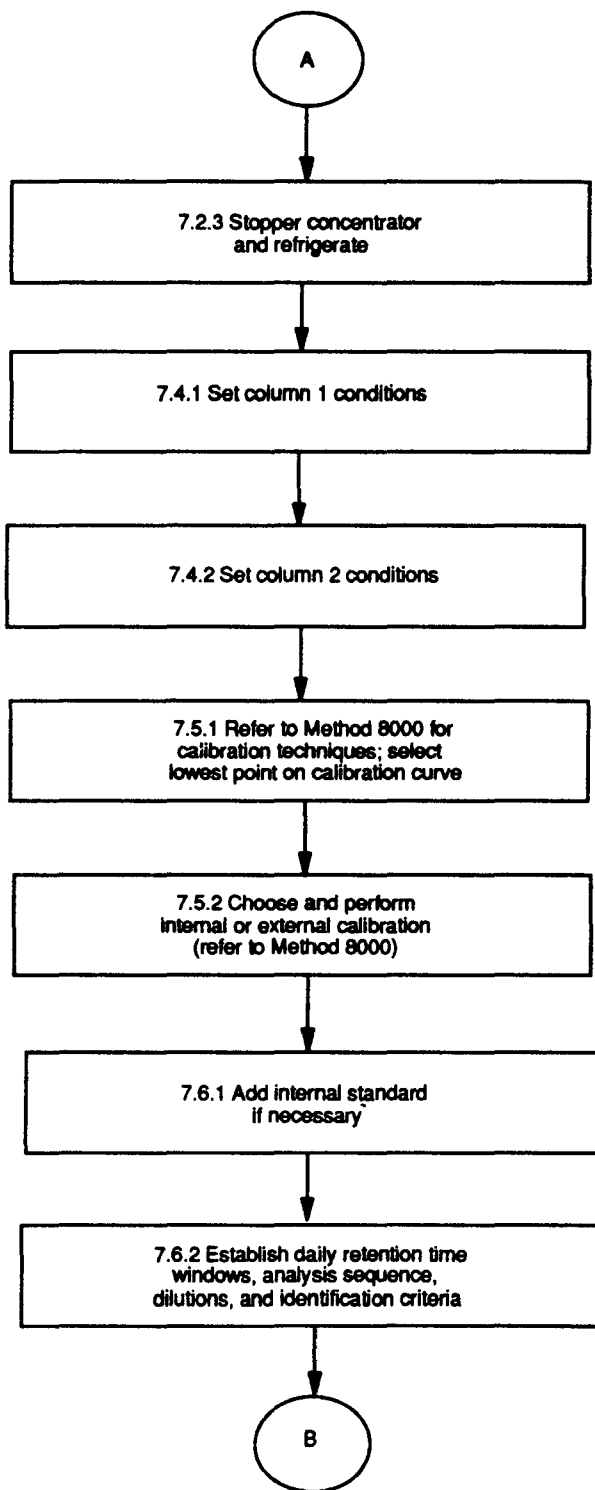 A
7.2.3 Stopper concentrator
and refrigerate
7.4.1 Set column 1 conditions
7.4.2 Set column 2 conditions
7.5.1 Refer to Method 8000 for
calibration techniques; select
lowest point on calibration curve
7.5.2 Choose and perform
internal or external calibration
(refer to Method 8000)
7.6.1 Add internal standard
if necessary
7.6.2 Establish daily retention time
windows, analysis sequence,
dilutions, and identification criteria
B